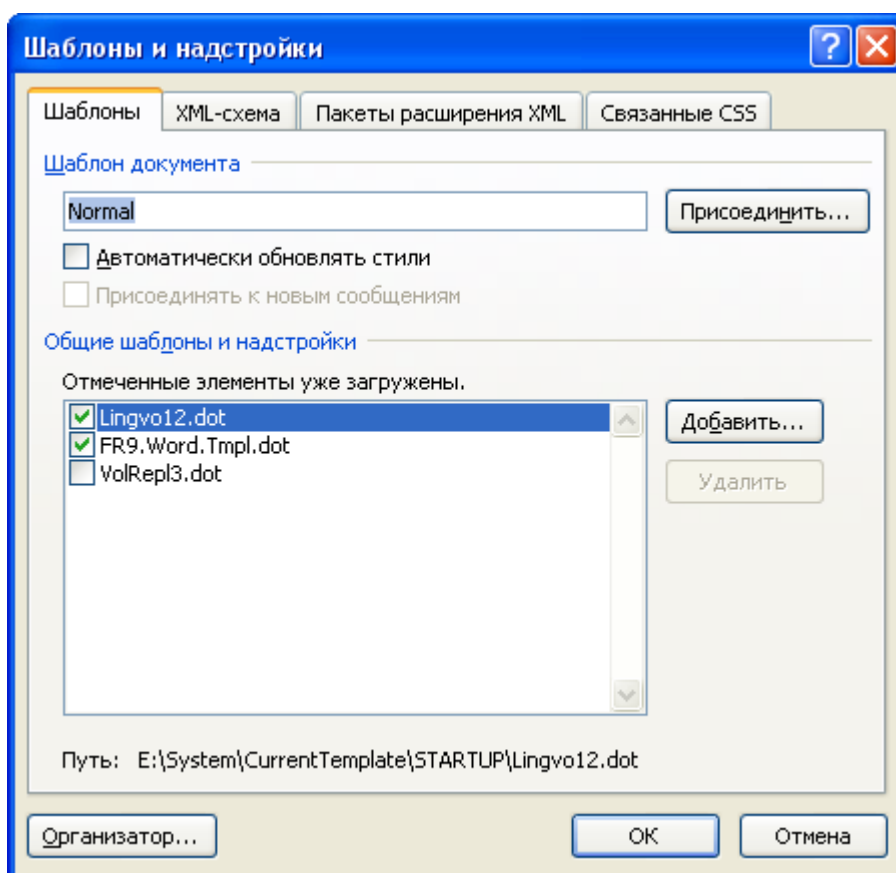 Шаблоны и надстройки
Шаблоны XML-схема Пакеты расширения XML Связанные CSS
Шаблон документа
Normal Присоединить...
Автоматически обновлять стили
Присоединять к новым сообщениям
Общие шаблоны и надстройки
Отмеченные элементы уже загружены.
Lingvo12.dot Добавить...
FR9.Word.Tmpl.dot
VolRepl3.dot Удалить
Путь: E:\System\CurrentTemplate\STARTUP\Lingvo12.dot
Организатор... ОК Отмена